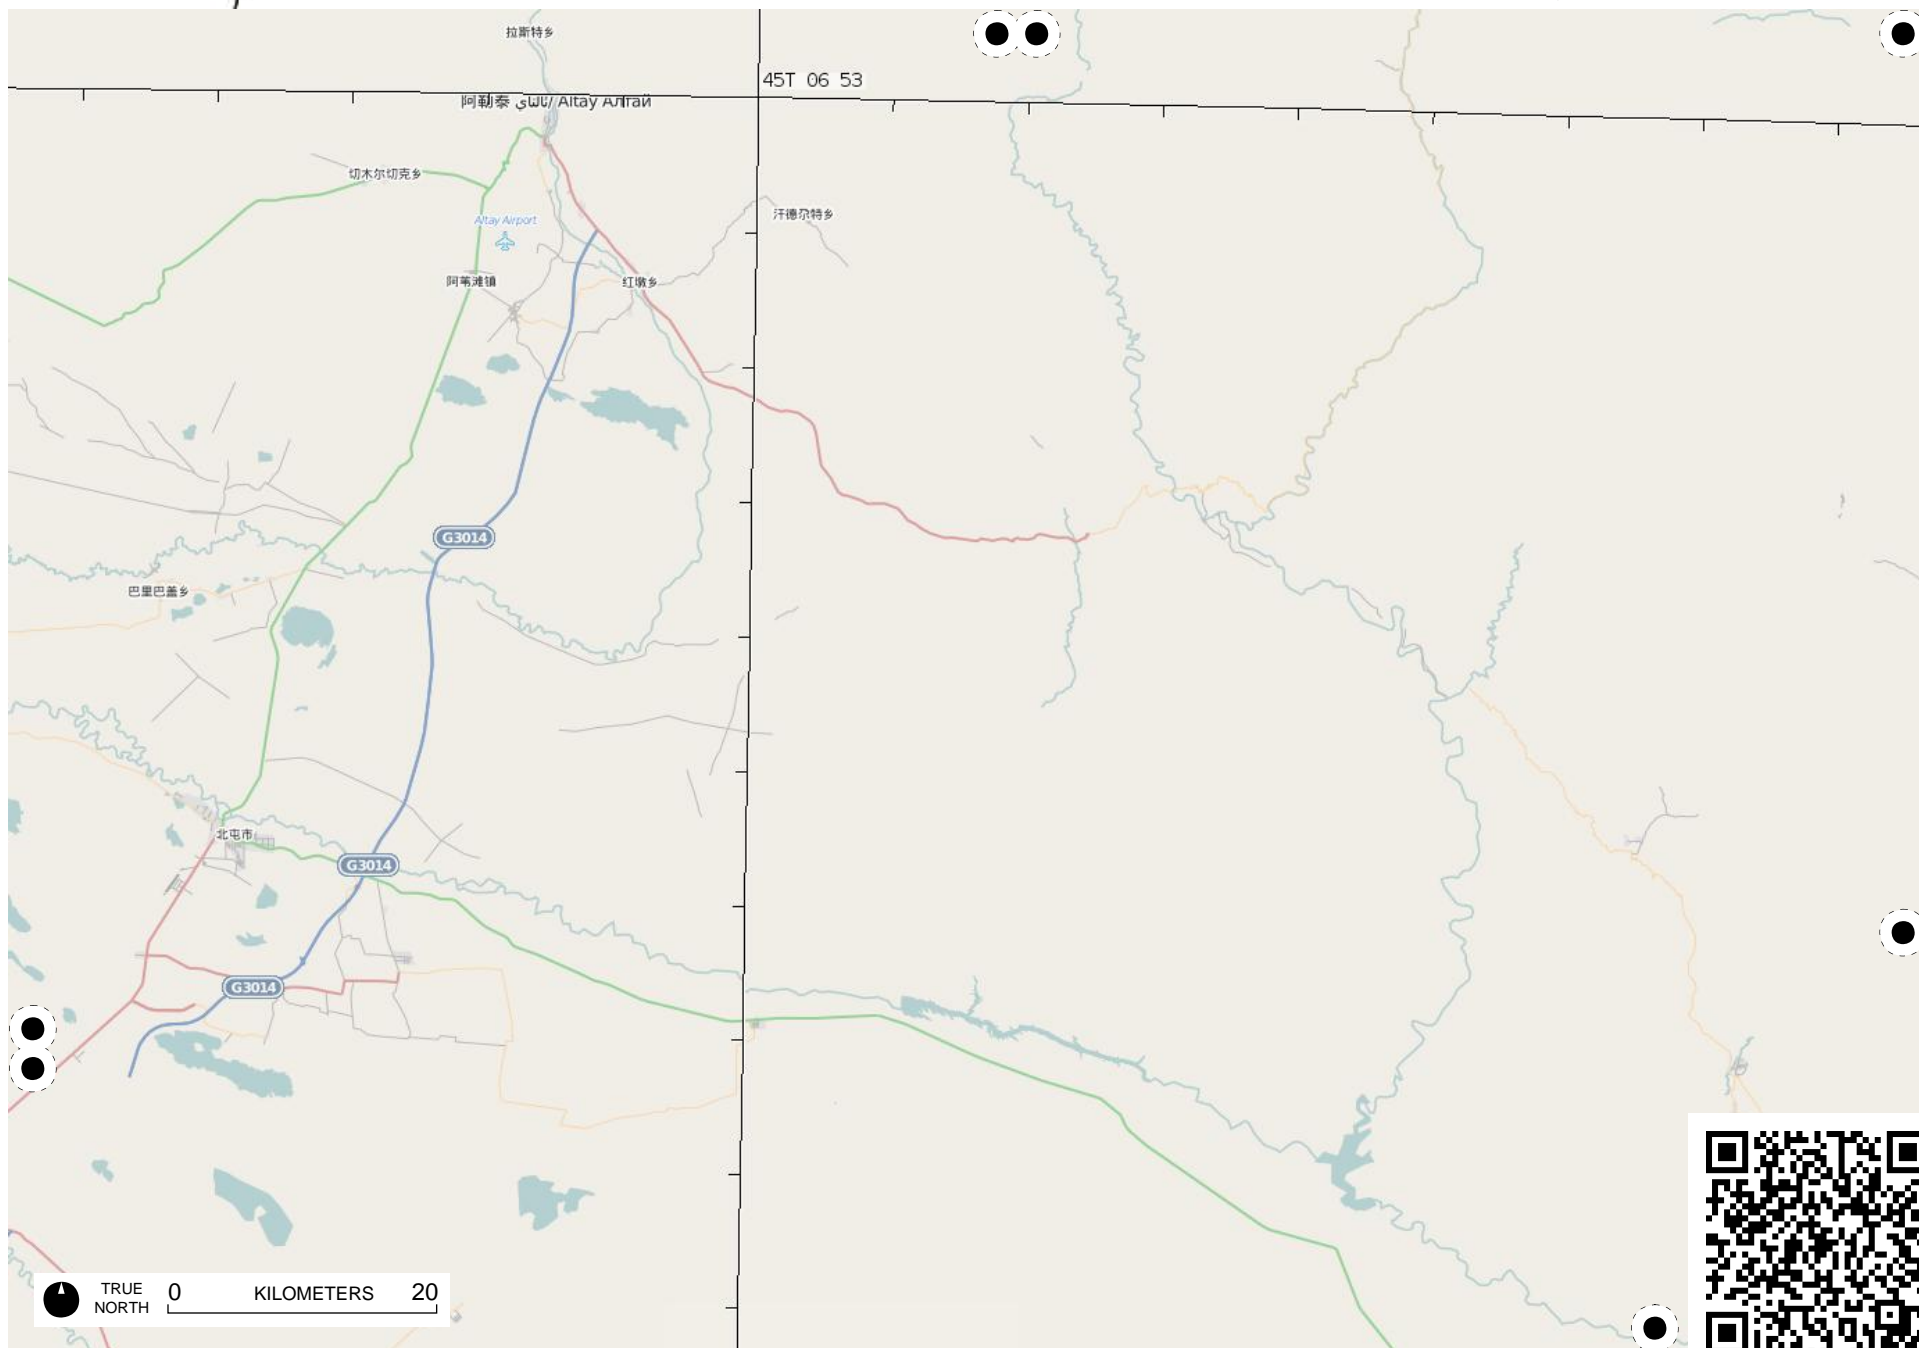 拉斯特乡
45T 06 53
阿勒泰 / Altay Алтай
切木尔切克乡
汗德尕特乡
Altay Airport
阿苇滩镇
红墩乡
G3014
巴里巴盖乡
北屯市
G3014
G3014
TRUE NORTH
0 KILOMETERS 20